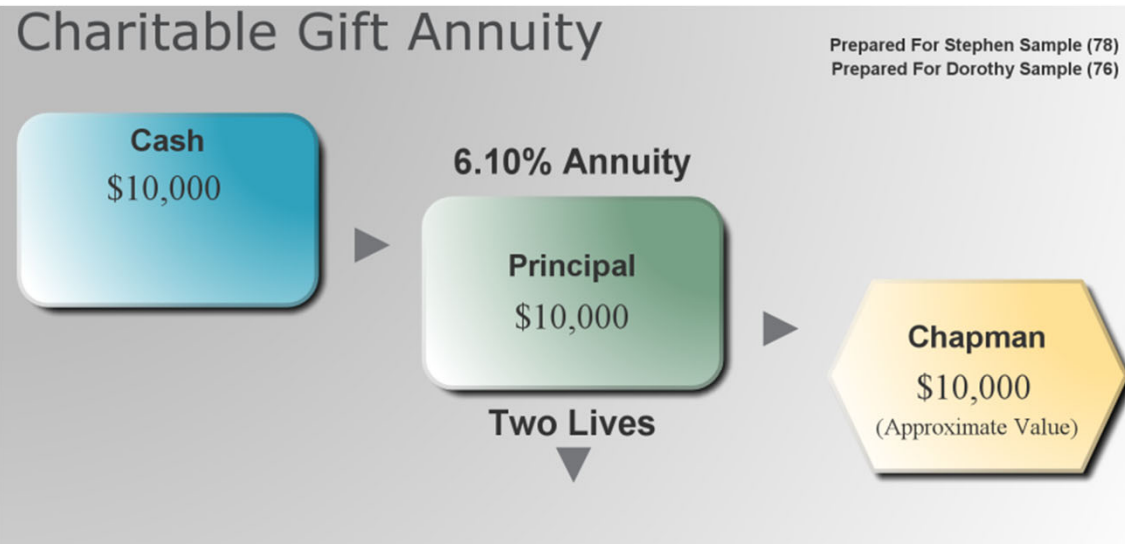 Charitable Gift Annuity
Prepared For Stephen Sample (78)
Prepared For Dorothy Sample (76)
Cash
$10,000
6.10% Annuity
Principal
$10,000
Two Lives
Chapman
$10,000
(Approximate Value)